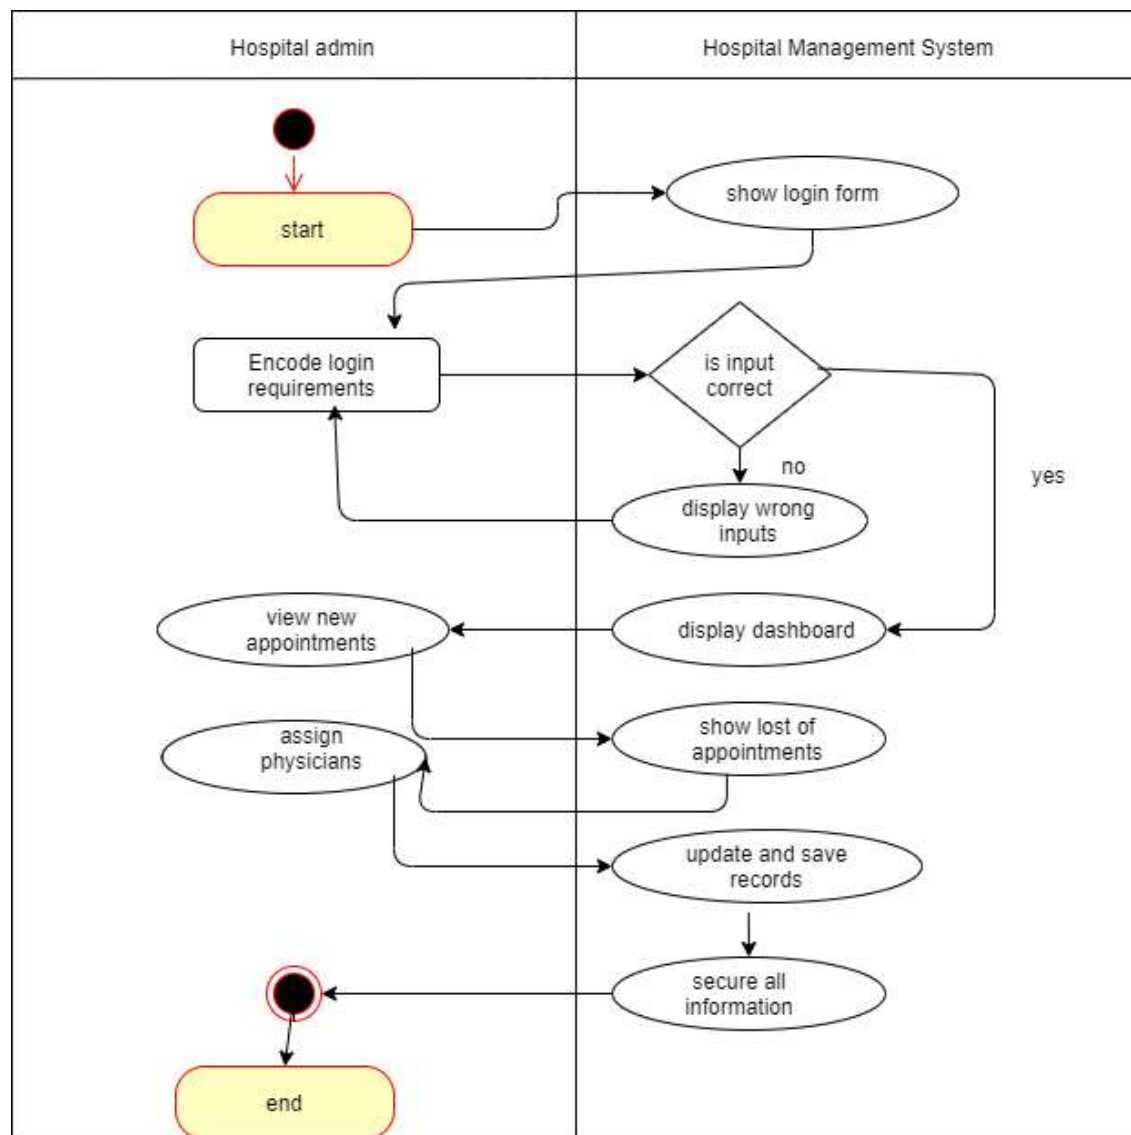 Hospital admin
Hospital Management System
show login form
start
Encode login
requirements
is input
correct
no
yes
display wrong
inputs
view new
appointments
display dashboard
assign
physicians
show lost of
appointments
update and save
records
secure all
information
end